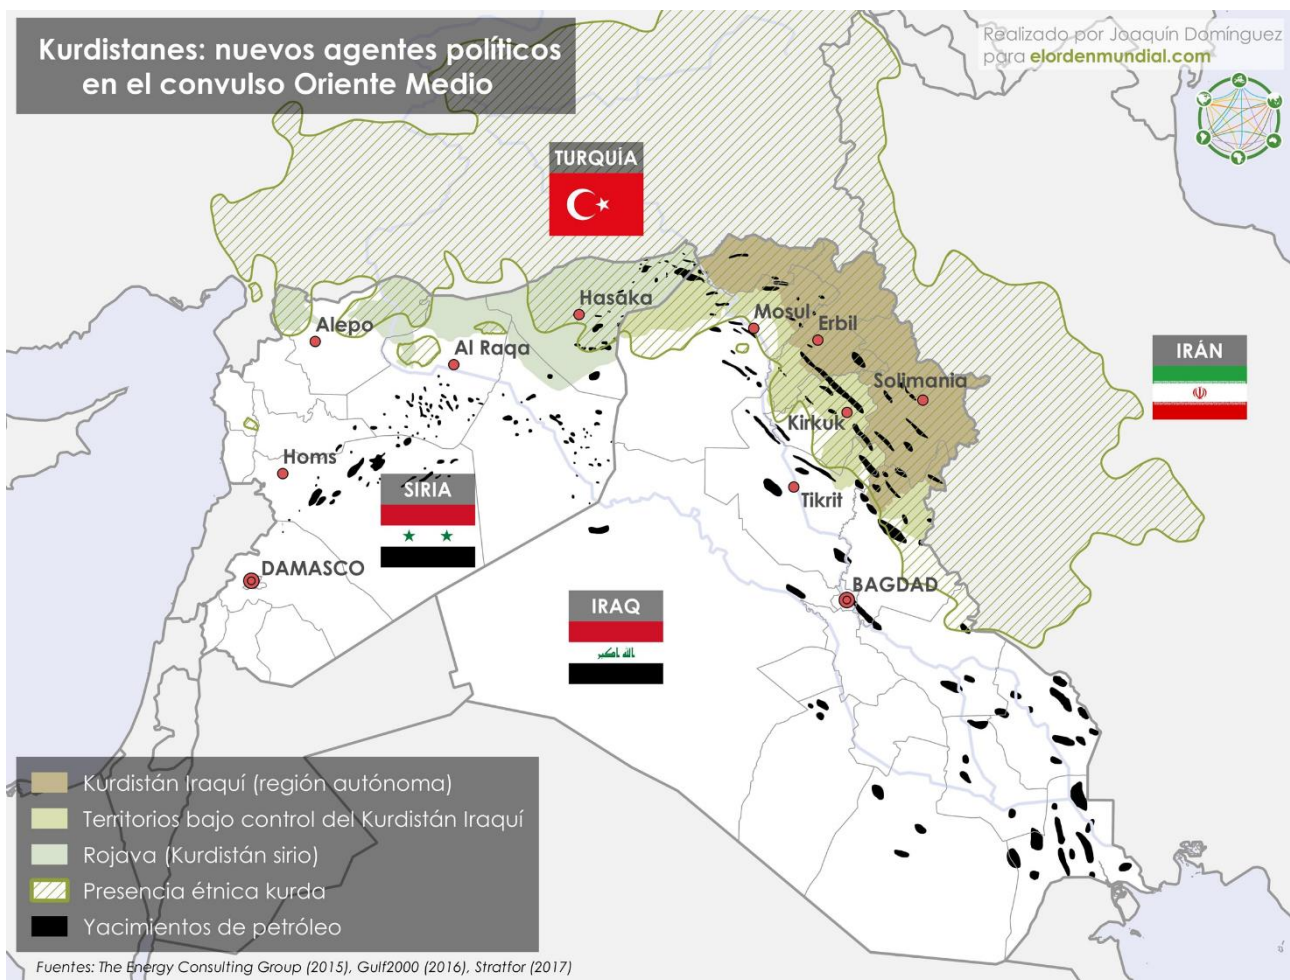 Kurdistanes: nuevos agentes políticos
en el convulso Oriente Medio
Realizado por Joaquín Domínguez
para elordenmundial.com
TURQUÍA
Hasaka
Mosul
Erbil
Alepo
Al Raqa
IRÁN
Solimania
Kirkuk
Homs
SIRIA
Tikrit
DAMASCO
BAGDAD
IRAQ
الله اكبر
Kurdistán Iraquí (región autónoma)
Territorios bajo control del Kurdistán Iraquí
Rojava (Kurdistán sirio)
Presencia étnica kurda
Yacimientos de petróleo
Fuentes: The Energy Consulting Group (2015), Gulf2000 (2016), Stratfor (2017)